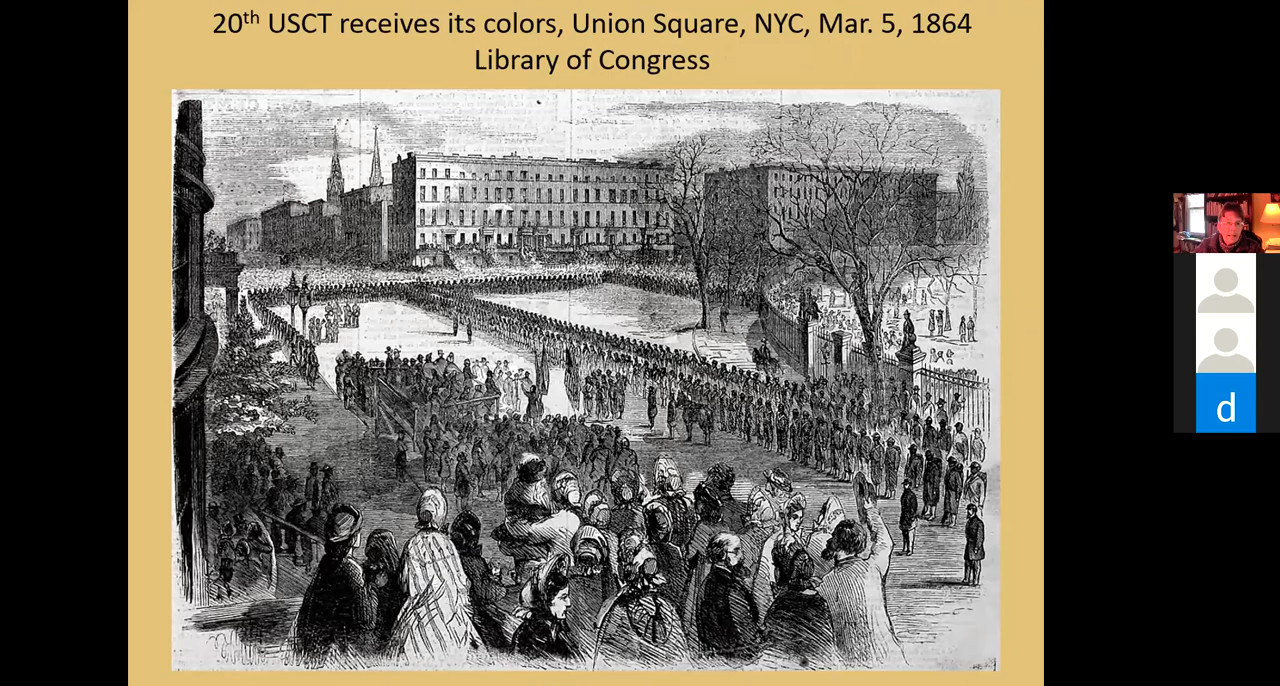 20th USCT receives its colors, Union Square, NYC, Mar. 5, 1864
Library of Congress
d